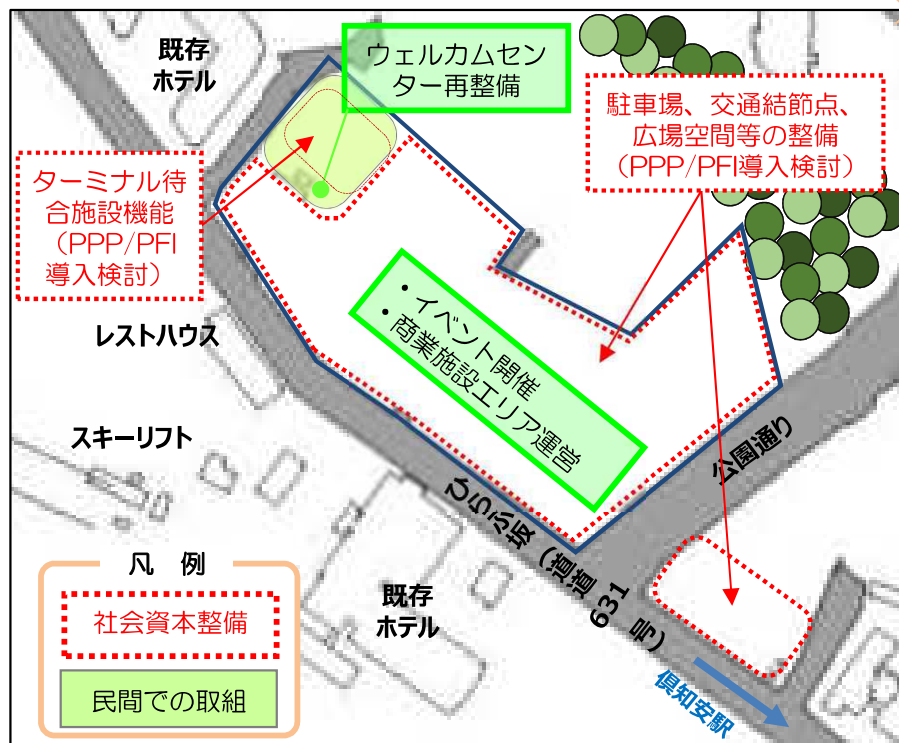 既存
ホテル
ウェルカムセン
ター再整備
駐車場、交通結節点、
広場空間等の整備
（PPP/PFI導入検討）
ターミナル待
合施設機能
（PPP/PFI
導入検討）
レストハウス
・イベント開催
・商業施設エリア運営
スキーリフト
公園通り
ひらふ坂（道道631号）
既存
ホテル
倶知安駅
凡　例
社会資本整備
民間での取組